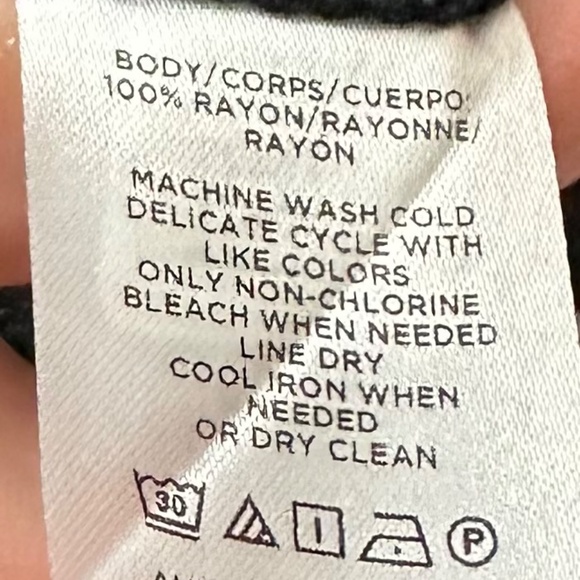 BODY/CORPS/CUERPO:
100% RAYON/RAYONNE/
RAYÓN
MACHINE WASH COLD
DELICATE CYCLE WITH
LIKE COLORS
ONLY NON-CHLORINE
BLEACH WHEN NEEDED
LINE DRY
COOL IRON WHEN
NEEDED
OR DRY CLEAN
30
P